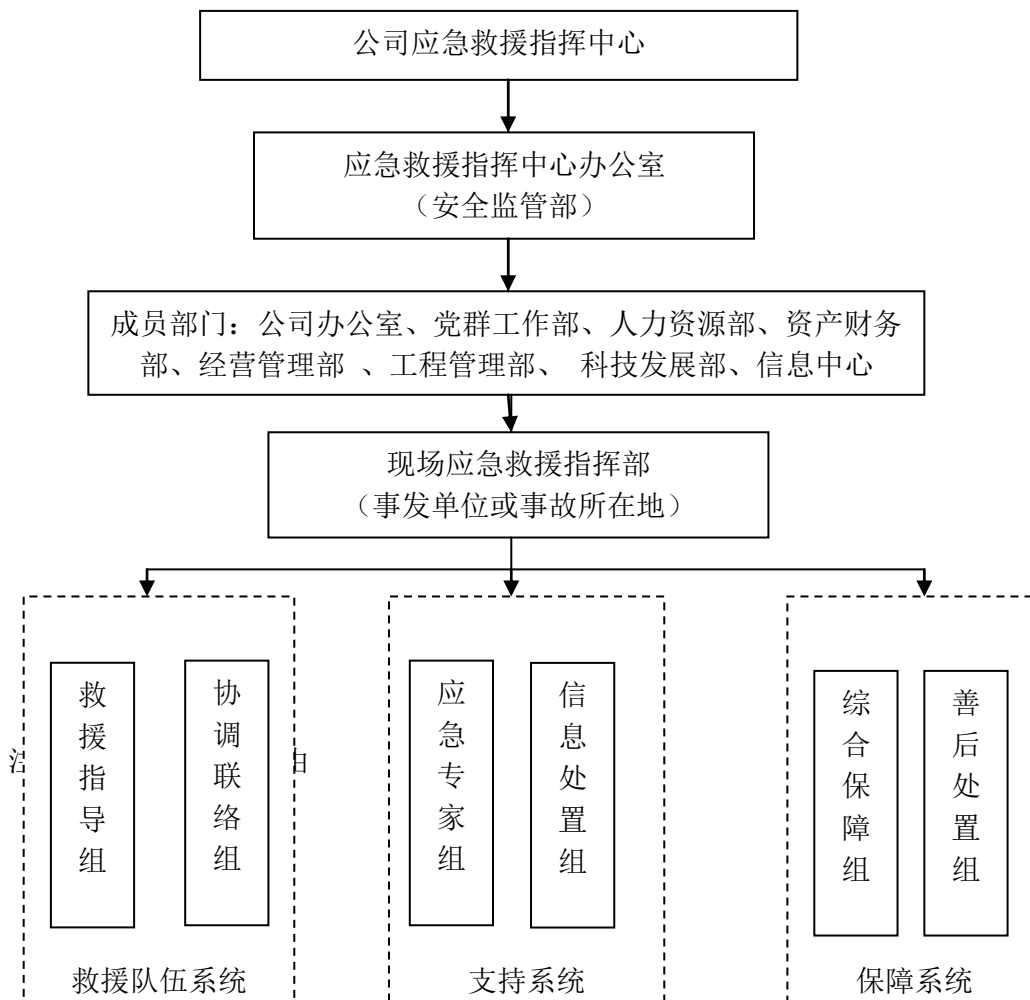 公司应急救援指挥中心
应急救援指挥中心办公室
（安全监管部）
成员部门：公司办公室、党群工作部、人力资源部、资产财务
部、经营管理部 、工程管理部、 科技发展部、信息中心
现场应急救援指挥部
（事发单位或事故所在地）
救援指导组
协调联络组
应急专家组
信息处置组
综合保障组
善后处置组
救援队伍系统
支持系统
保障系统